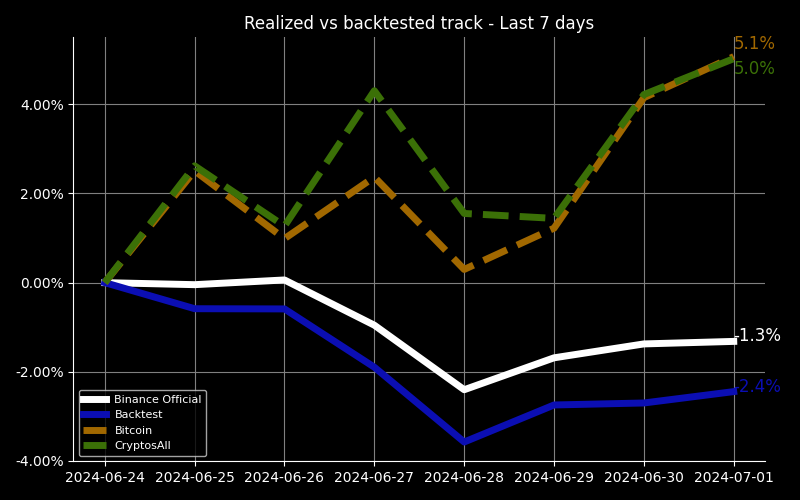 Realized vs backtested track - Last 7 days
5.1%
5.0%
4.00%
2.00%
0.00%
-2.00%
-4.00%
-1.3%
-2.4%
Binance Official
Backtest
Bitcoin
CryptosAll
2024-06-24 2024-06-25 2024-06-26 2024-06-27 2024-06-28 2024-06-29 2024-06-30 2024-07-01